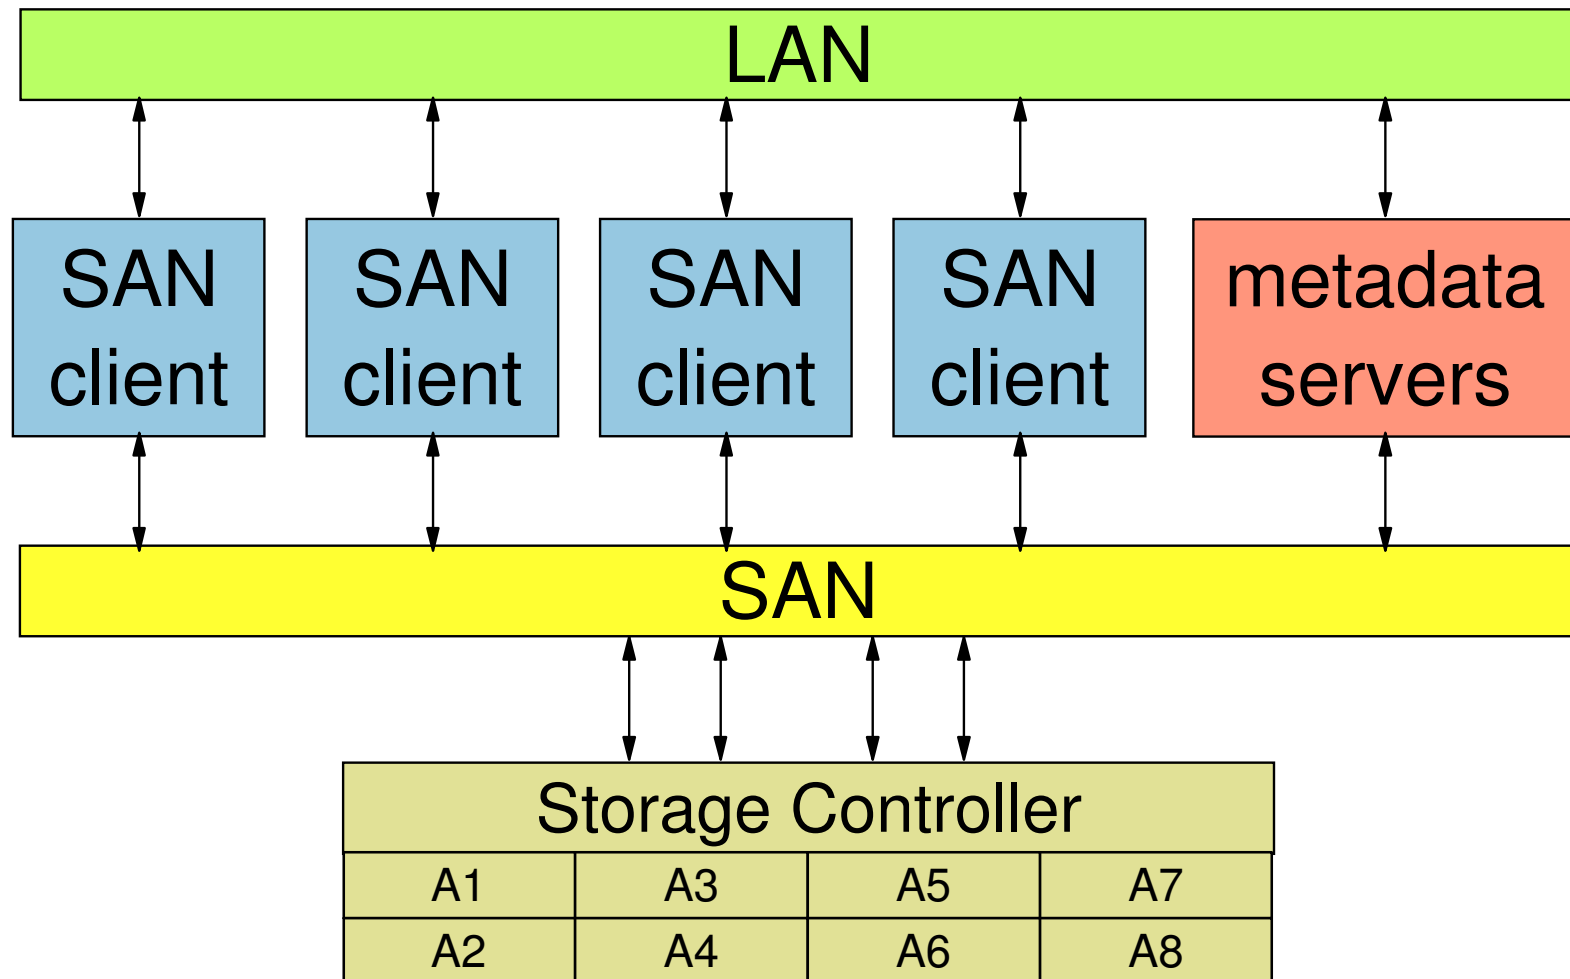 LAN
SAN SAN SAN SAN metadata
client client client client servers
SAN
Storage Controller
A1 A3 A5 A7
A2 A4 A6 A8